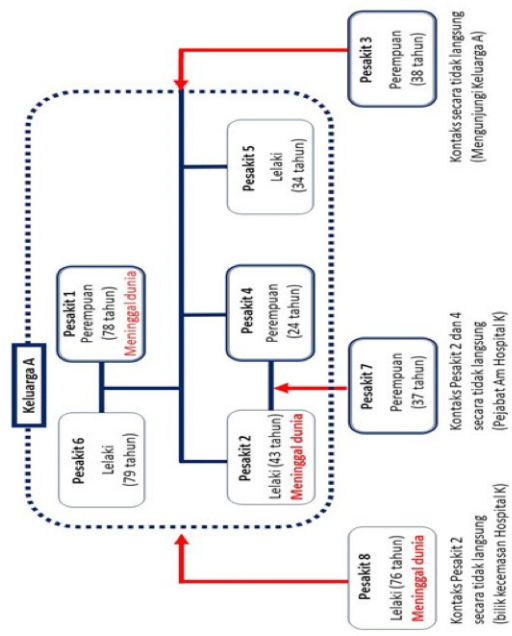 Keluarga A
Pesakit 6
Lelaki
(79 tahun)
Pesakit 1
Perempuan
(78 tahun)
Meninggal dunia
Pesakit 2
Lelaki (43 tahun)
Meninggal dunia
Pesakit 4
Perempuan
(24 tahun)
Pesakit 5
Lelaki
(34 tahun)
Pesakit 8
Lelaki (76 tahun)
Meninggal dunia
Kontaks Pesakit 2
secara tidak langsung
(bilik kecemasan Hospital K)
Pesakit 7
Perempuan
(37 tahun)
Kontaks Pesakit 2 dan 4
secara tidak langsung
(Pejabat Am Hospital K)
Pesakit 3
Perempuan
(38 tahun)
Kontaks secara tidak langsung
(Mengunjungi Keluarga A)